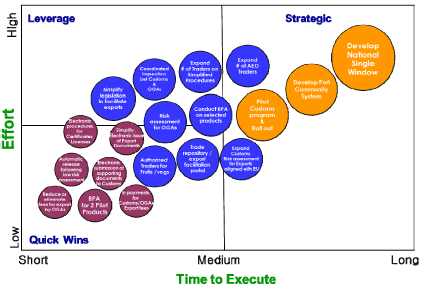 Leverage
Strategic
High
Effort
Low
Coordinated
Inspection
b/w Customs
&
OGAs
Expand
# of Traders on
Simplified
Procedures
Expand
# of AEO
Traders
Develop
National
Single
Window
Simplify
legislation
to facilitate
exports
Develop Port
Community
System
Risk
assessment
for OGAs
Conduct BPA
on selected
products
Pilot
Customs
program
&
Roll out
Electronic
procedures
for
Certificates,
Licenses
Simplify
Electronic issue
of Export
Documents
Automatic
release
following
low risk
assessment
Electronic
submission of
supporting
documents
to Customs
Authorized
Traders for
Fruits /vegs
Trade
repository /
export
facilitation
portal
Expand
Customs
Risk assessment
for Exports
aligned with EU
Reduce or
eliminate
fees for export
by OGAs
BPA
for 2 Pilot
Products
E-payments
for
Customs/OGAs
Export fees
Quick Wins
Short
Medium
Long
Time to Execute